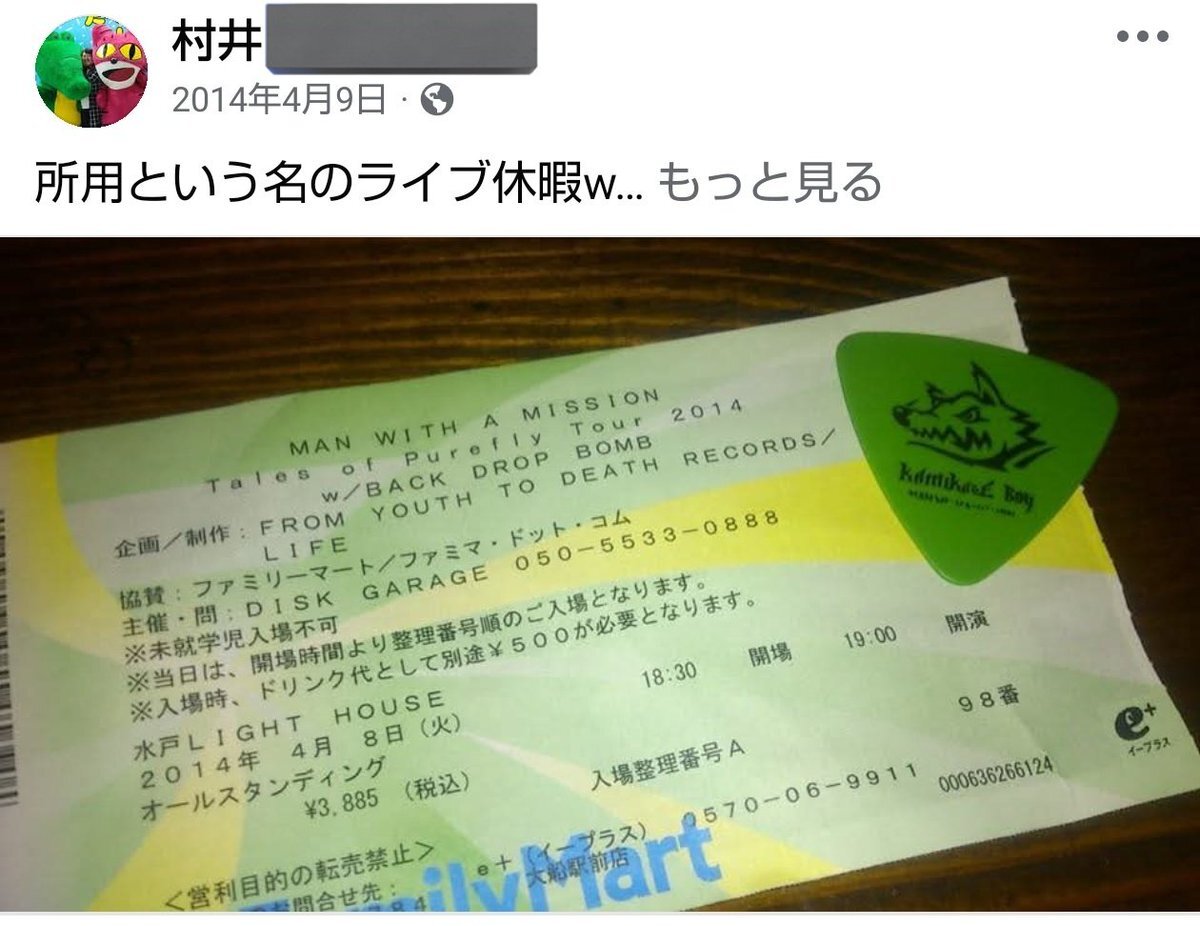 村井
2014年4月9日
所用という名のライブ休暇w... もっと見る
MAN WITH A MISSION
Tales of Purefly Tour 2014
w/BACK DROP BOMB
企画/制作:FROM YOUTH TO DEATH RECORDS/
LIFE
協賛:ファミリーマート/ファミマ・ドット・コム
主催・問:DISK GARAGE 050-5533-0888
※未就学児入場不可
※当日は、開場時間より整理番号順のご入場となります。
※入場時、ドリンク代として別途¥500が必要となります。
水戸LIGHT HOUSE 18:30 開場 19:00 開演
2014年 4月 8日(火)
オールスタンディング 入場整理番号A 98番
¥3,885 (税込)
<営利目的の転売禁止>
お問合せ先: e+(イープラス) 0570-06-9911 000636266124
大船駅前店
ilyMart
e+
イープラス
KamikazE Boy